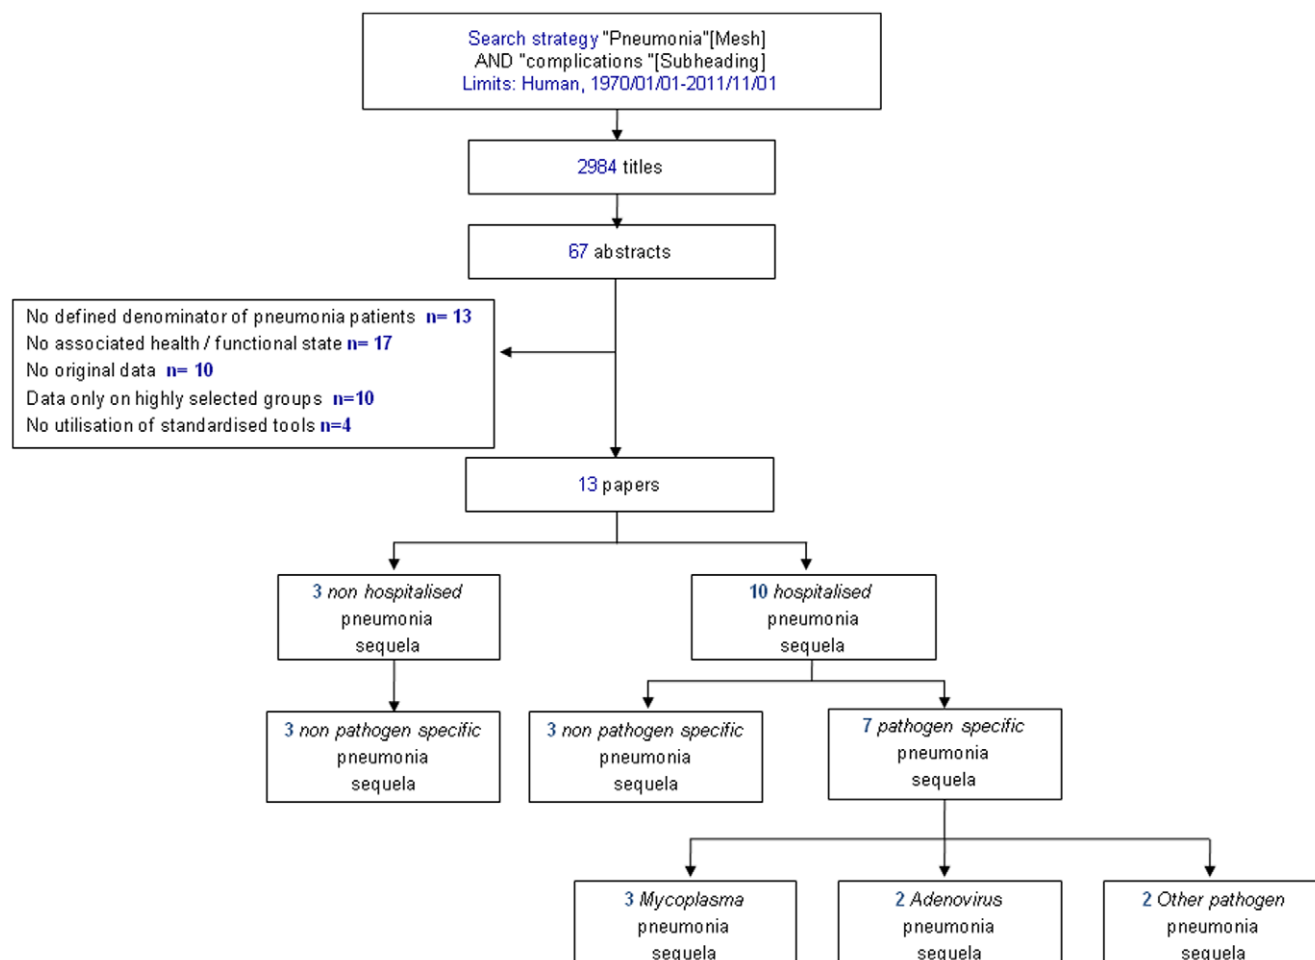 Search strategy "Pneumonia"[Mesh]
AND "complications "[Subheading]
Limits: Human, 1970/01/01-2011/11/01
2984 titles
67 abstracts
No defined denominator of pneumonia patients n= 13
No associated health / functional state n= 17
No original data n= 10
Data only on highly selected groups n=10
No utilisation of standardised tools n=4
13 papers
3 non hospitalised
pneumonia
sequela
10 hospitalised
pneumonia
sequela
3 non pathogen specific
pneumonia
sequela
3 non pathogen specific
pneumonia
sequela
7 pathogen specific
pneumonia
sequela
3 Mycoplasma
pneumonia
sequela
2 Adenovirus
pneumonia
sequela
2 Other pathogen
pneumonia
sequela